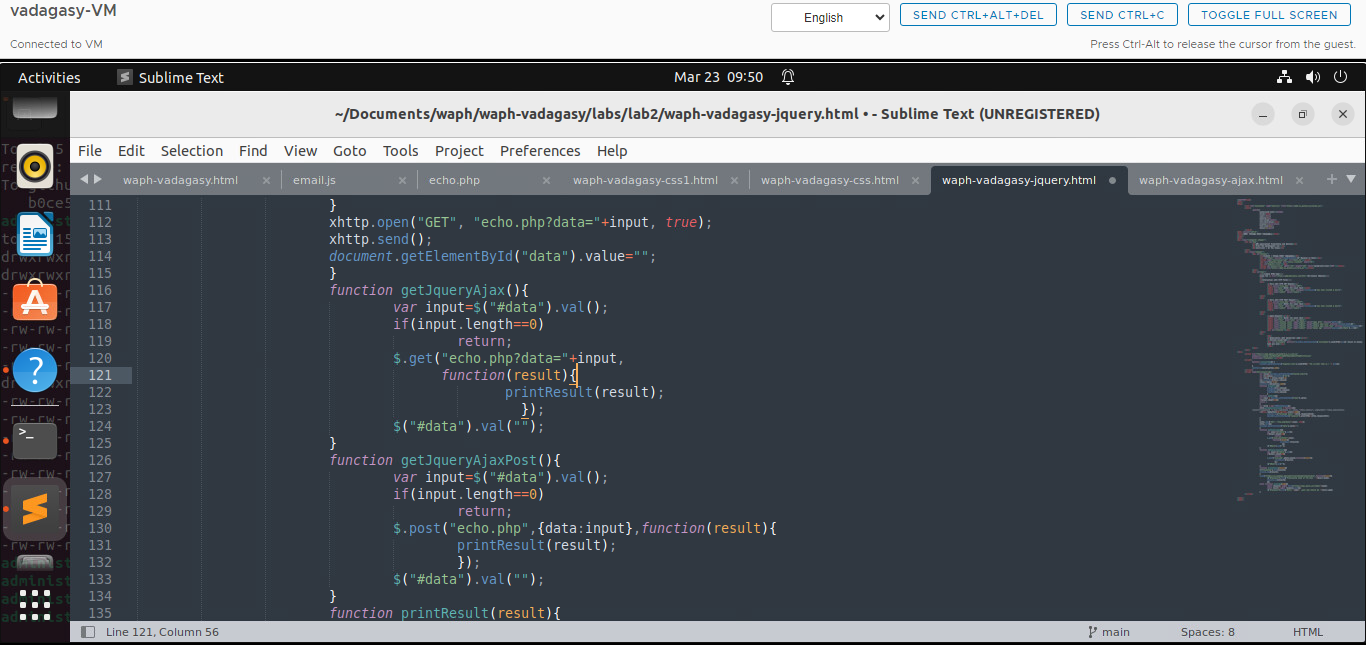 vadagasy-VM
English
SEND CTRL+ALT+DEL
SEND CTRL+C
TOGGLE FULL SCREEN
Connected to VM
Press Ctrl-Alt to release the cursor from the guest.
Activities
Sublime Text
Mar 23 09:50
~/Documents/waph/waph-vadagasy/labs/lab2/waph-vadagasy-jquery.html • - Sublime Text (UNREGISTERED)
File Edit Selection Find View Goto Tools Project Preferences Help
waph-vadagasy.html × email.js × echo.php × waph-vadagasy-css1.html × waph-vadagasy-css.html × waph-vadagasy-jquery.html ● waph-vadagasy-ajax.html ×
111 }
112 xhttp.open("GET", "echo.php?data="+input, true);
113 xhttp.send();
114 document.getElementById("data").value="";
115 }
116 function getJqueryAjax(){
117 var input=$("#data").val();
118 if(input.length==0)
119 return;
120 $.get("echo.php?data="+input,
121 function(result){
122 printResult(result);
123 });
124 $("#data").val("");
125 }
126 function getJqueryAjaxPost(){
127 var input=$("#data").val();
128 if(input.length==0)
129 return;
130 $.post("echo.php",{data:input},function(result){
131 printResult(result);
132 });
133 $("#data").val("");
134 }
135 function printResult(result){
Line 121, Column 56
main
Spaces: 8
HTML